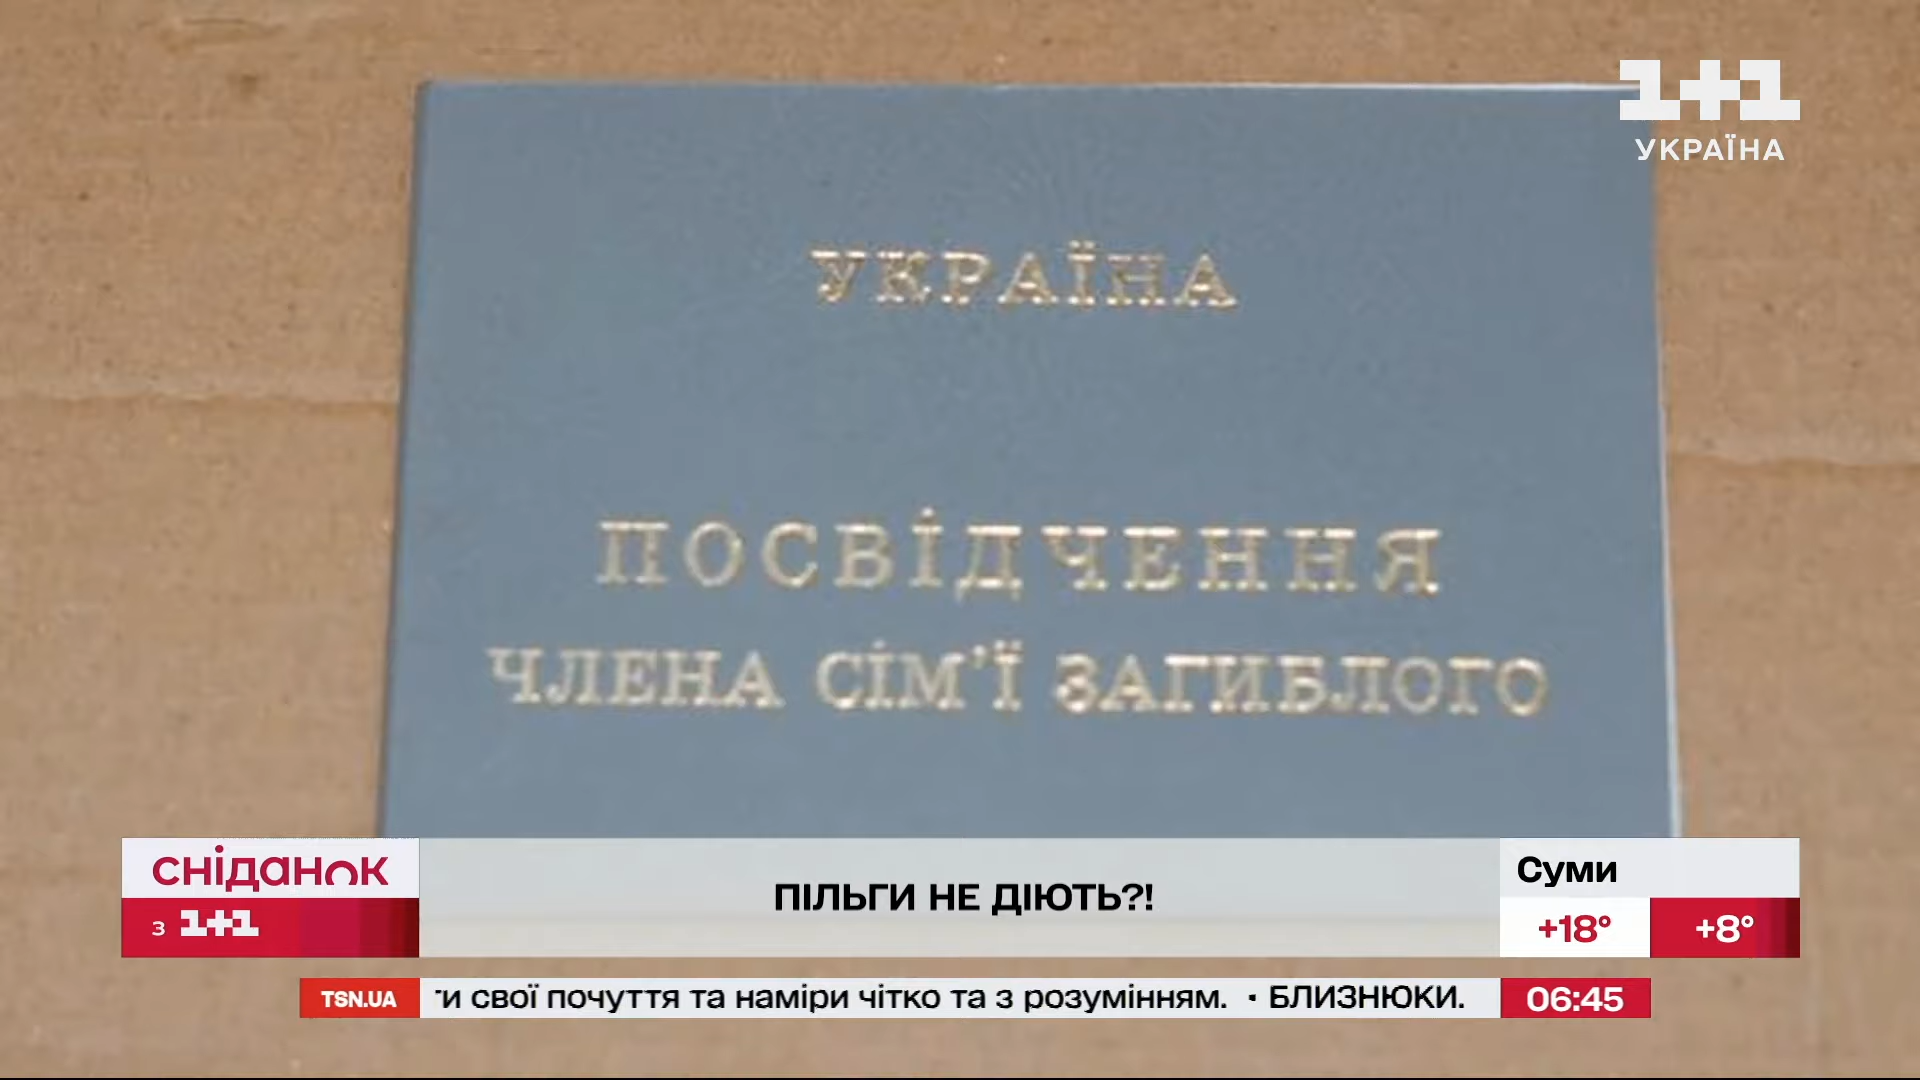 1+1
УКРАЇНА
УКРАЇНА
ПОСВІДЧЕННЯ
ЧЛЕНА СІМ'Ї ЗАГИБЛОГО
СНІДАНОК
З 1+1
ПІЛЬГИ НЕ ДІЮТЬ?!
Суми
+18° +8°
TSN.UA
ти свої почуття та наміри чітко та з розумінням. • БЛИЗНЮКИ.
06:45